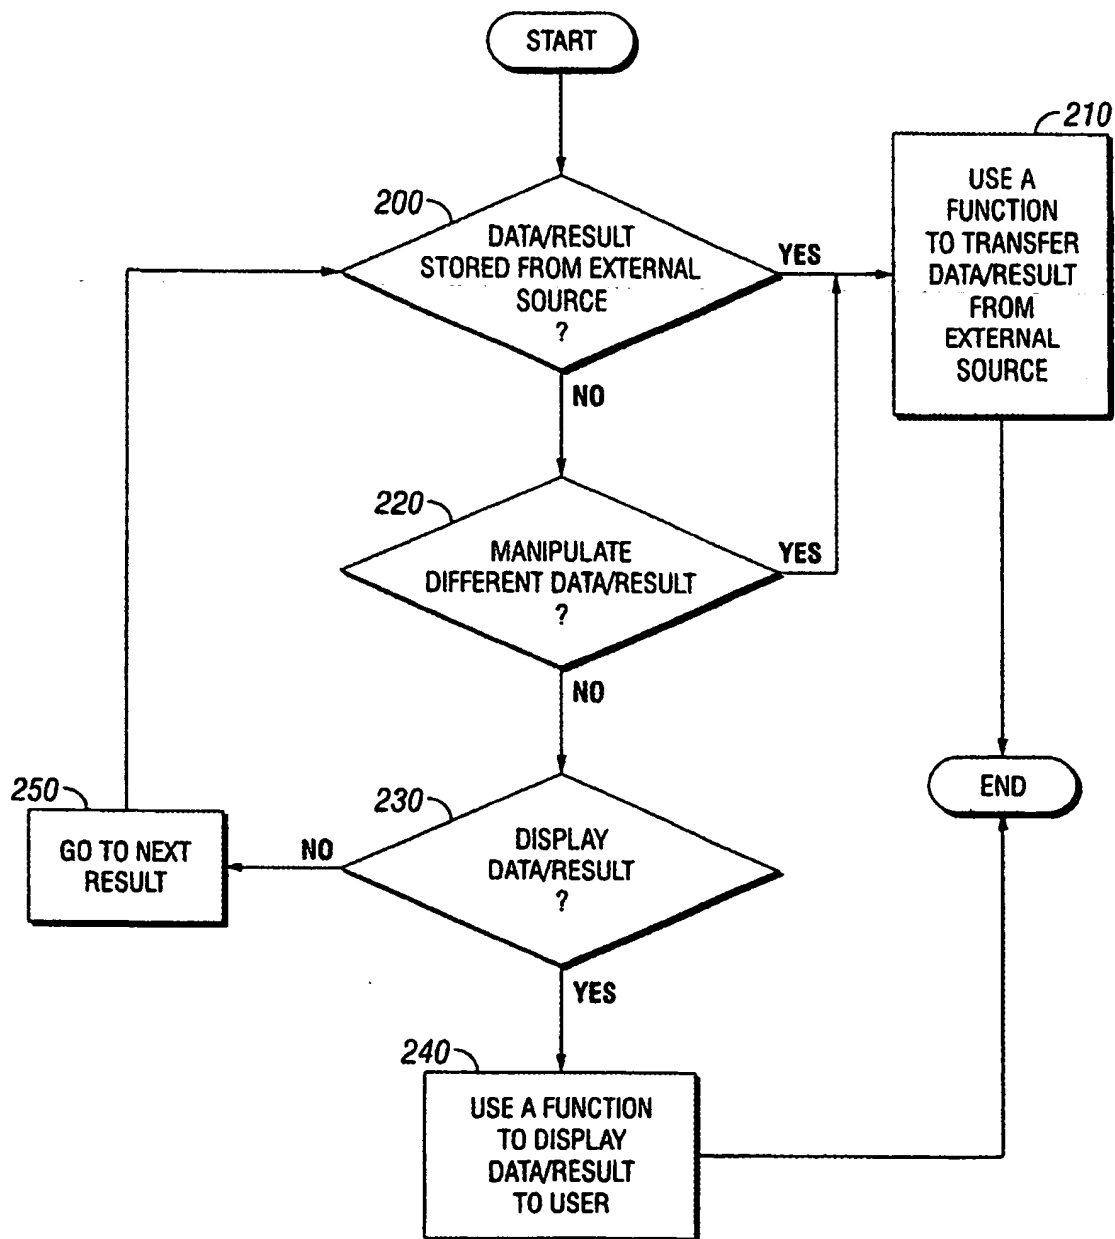 START
210
USE A
FUNCTION
TO TRANSFER
DATA/RESULT
FROM
EXTERNAL
SOURCE
200
DATA/RESULT
STORED FROM EXTERNAL
SOURCE
?
YES
NO
220
MANIPULATE
DIFFERENT DATA/RESULT
?
YES
NO
230
DISPLAY
DATA/RESULT
?
NO
YES
250
GO TO NEXT
RESULT
END
240
USE A FUNCTION
TO DISPLAY
DATA/RESULT
TO USER